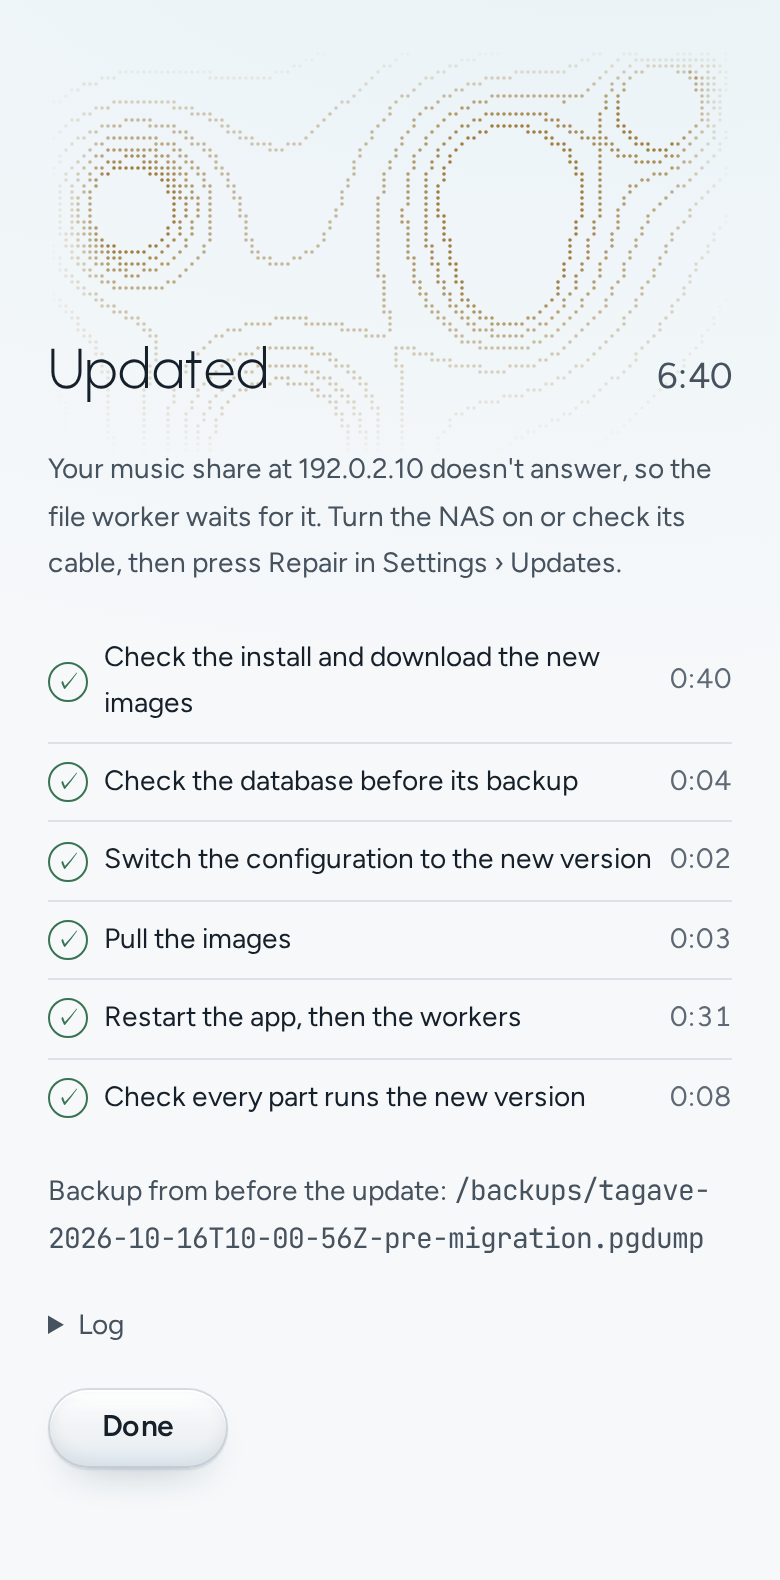 Updated
6:40
Your music share at 192.0.2.10 doesn't answer, so the
file worker waits for it. Turn the NAS on or check its
cable, then press Repair in Settings › Updates.
Check the install and download the new
images
0:40
Check the database before its backup
0:04
Switch the configuration to the new version
0:02
Pull the images
0:03
Restart the app, then the workers
0:31
Check every part runs the new version
0:08
Backup from before the update: /backups/tagave-
2026-10-16T10-00-56Z-pre-migration.pgdump
Log
Done